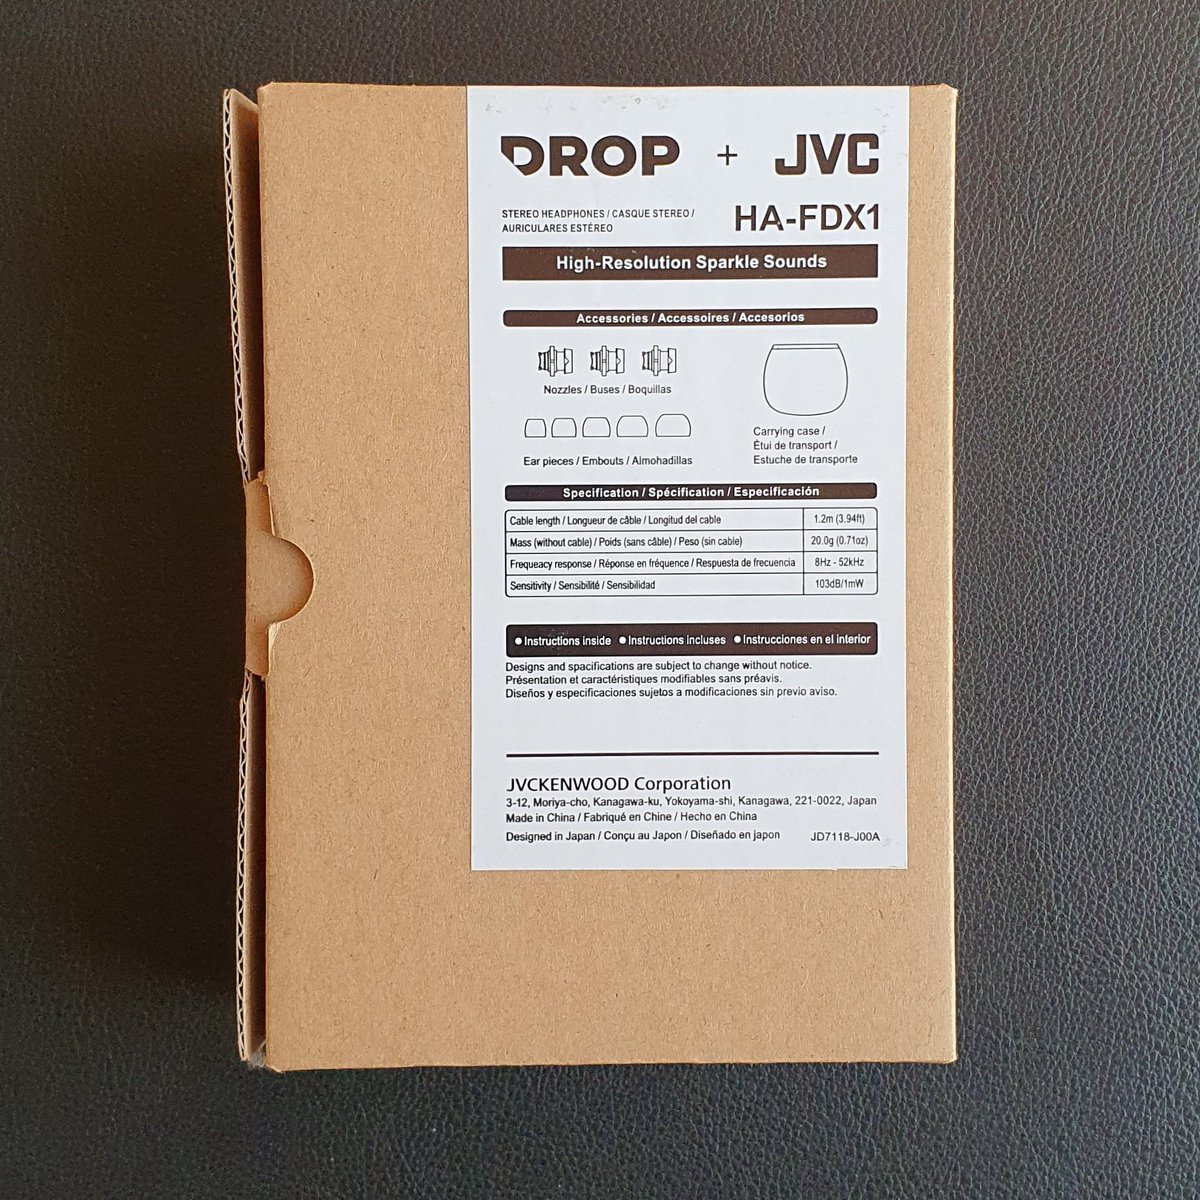 DROP + JVC
STEREO HEADPHONES / CASQUE STEREO /
AURICULARES ESTÉREO
HA-FDX1
High-Resolution Sparkle Sounds
Accessories / Accessoires / Accesorios
Nozzles / Buses / Boquillas
Ear pieces / Embouts / Almohadillas
Carrying case /
Étui de transport /
Estuche de transporte
Specification / Spécification / Especificación
Cable length / Longueur de câble / Longitud del cable 1.2m (3.94ft)
Mass (without cable) / Poids (sans câble) / Peso (sin cable) 20.0g (0.71oz)
Frequeacy response / Réponse en fréquence / Respuesta de frecuencia 8Hz - 52kHz
Sensitivity / Sensibilité / Sensibilidad 103dB/1mW
● Instructions inside ● Instructions incluses ● Instrucciones en el interior
Designs and spacifications are subject to change without notice.
Présentation et caractéristiques modifiables sans préavis.
Diseños y especificaciones sujetos a modificaciones sin previo aviso.
JVCKENWOOD Corporation
3-12, Moriya-cho, Kanagawa-ku, Yokoyama-shi, Kanagawa, 221-0022, Japan
Made in China / Fabriqué en Chine / Hecho en China
Designed in Japan / Conçu au Japon / Diseñado en japon JD7118-J00A